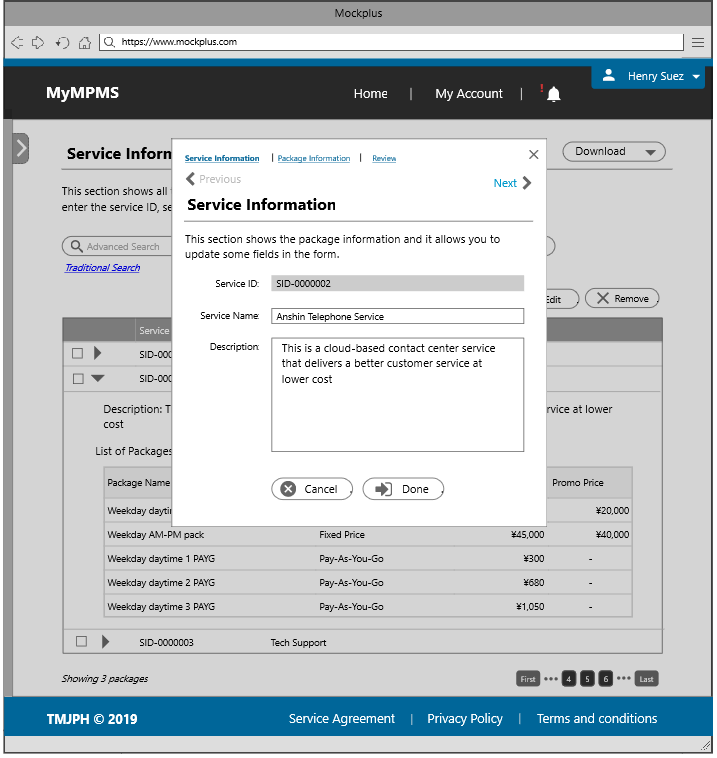 Mockplus
https://www.mockplus.com
Henry Suez
MyMPMS
Home | My Account |
!
Service Inform
Download
This section shows all
enter the service ID, se
Advanced Search
Traditional Search
Edit
Remove
Service
SID-000
SID-000
Description: T
rvice at lower
cost
List of Packages
Package Name
Promo Price
Weekday dayti
¥20,000
Weekday AM-PM pack Fixed Price ¥45,000 ¥40,000
Weekday daytime 1 PAYG Pay-As-You-Go ¥300 -
Weekday daytime 2 PAYG Pay-As-You-Go ¥680 -
Weekday daytime 3 PAYG Pay-As-You-Go ¥1,050 -
SID-0000003 Tech Support
Showing 3 packages
First ••• 4 5 6 ••• Last
Service Information | Package Information | Review
Previous
Next
Service Information
This section shows the package information and it allows you to
update some fields in the form.
Service ID: SID-0000002
Service Name: Anshin Telephone Service
Description: This is a cloud-based contact center service
that delivers a better customer service at
lower cost
Cancel
Done
TMJPH © 2019
Service Agreement | Privacy Policy | Terms and conditions